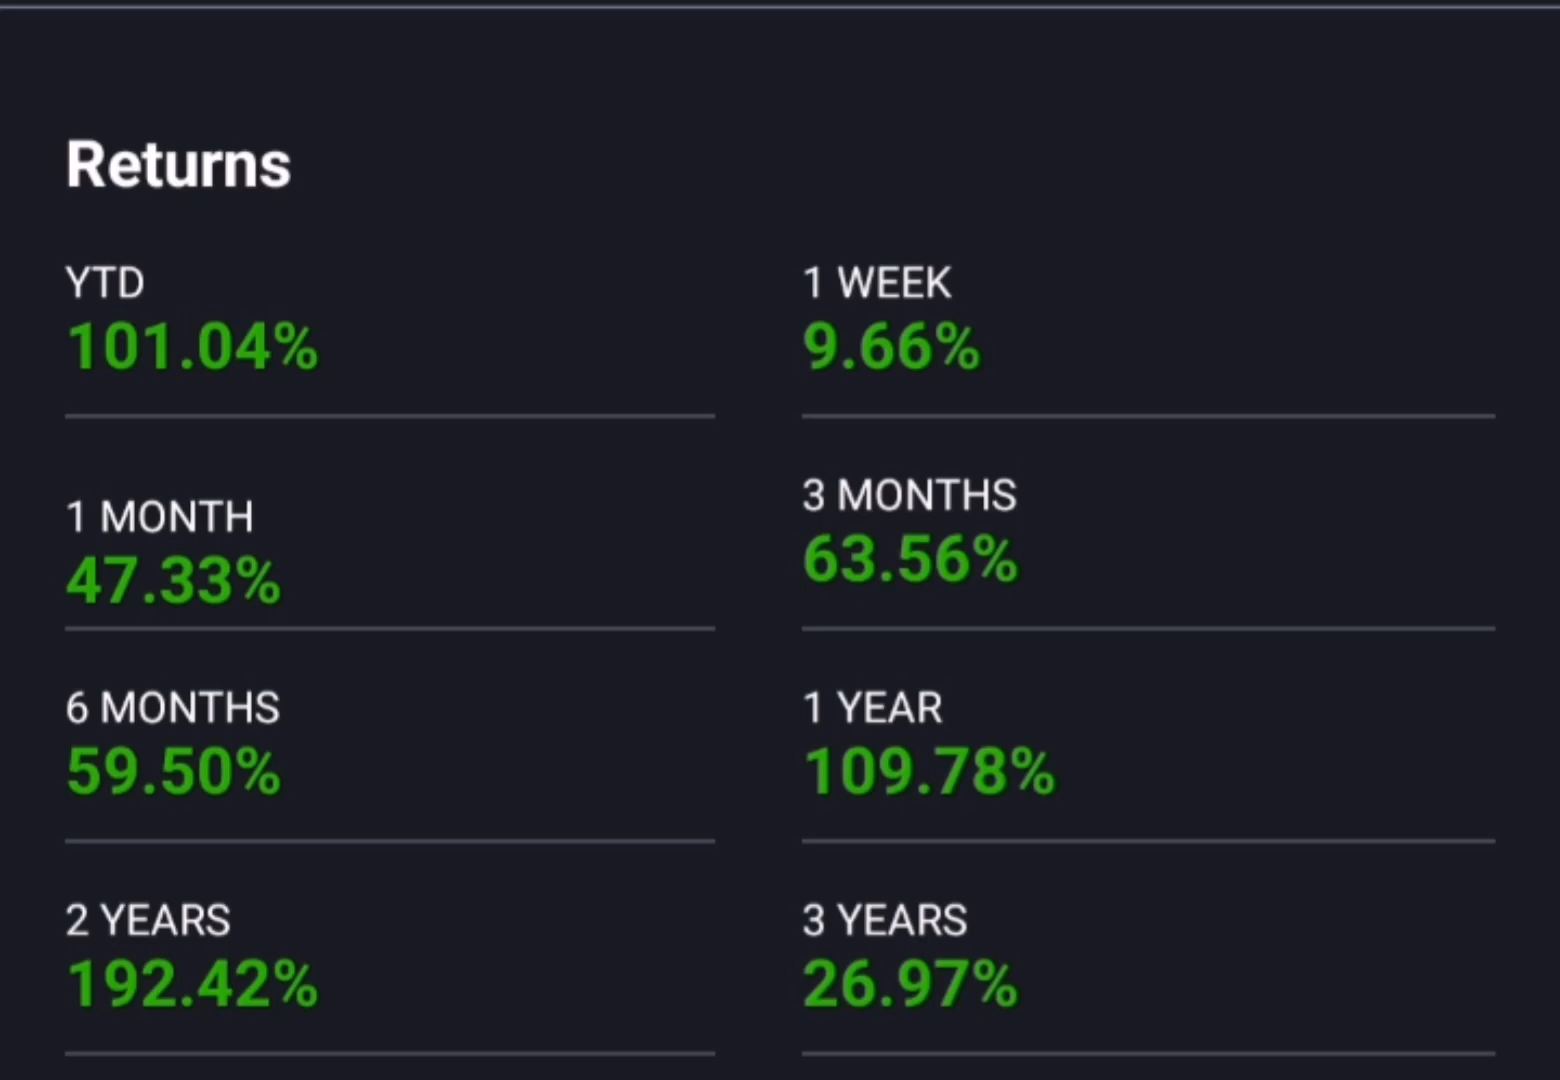 Returns
YTD
101.04%
1 WEEK
9.66%
1 MONTH
47.33%
3 MONTHS
63.56%
6 MONTHS
59.50%
1 YEAR
109.78%
2 YEARS
192.42%
3 YEARS
26.97%